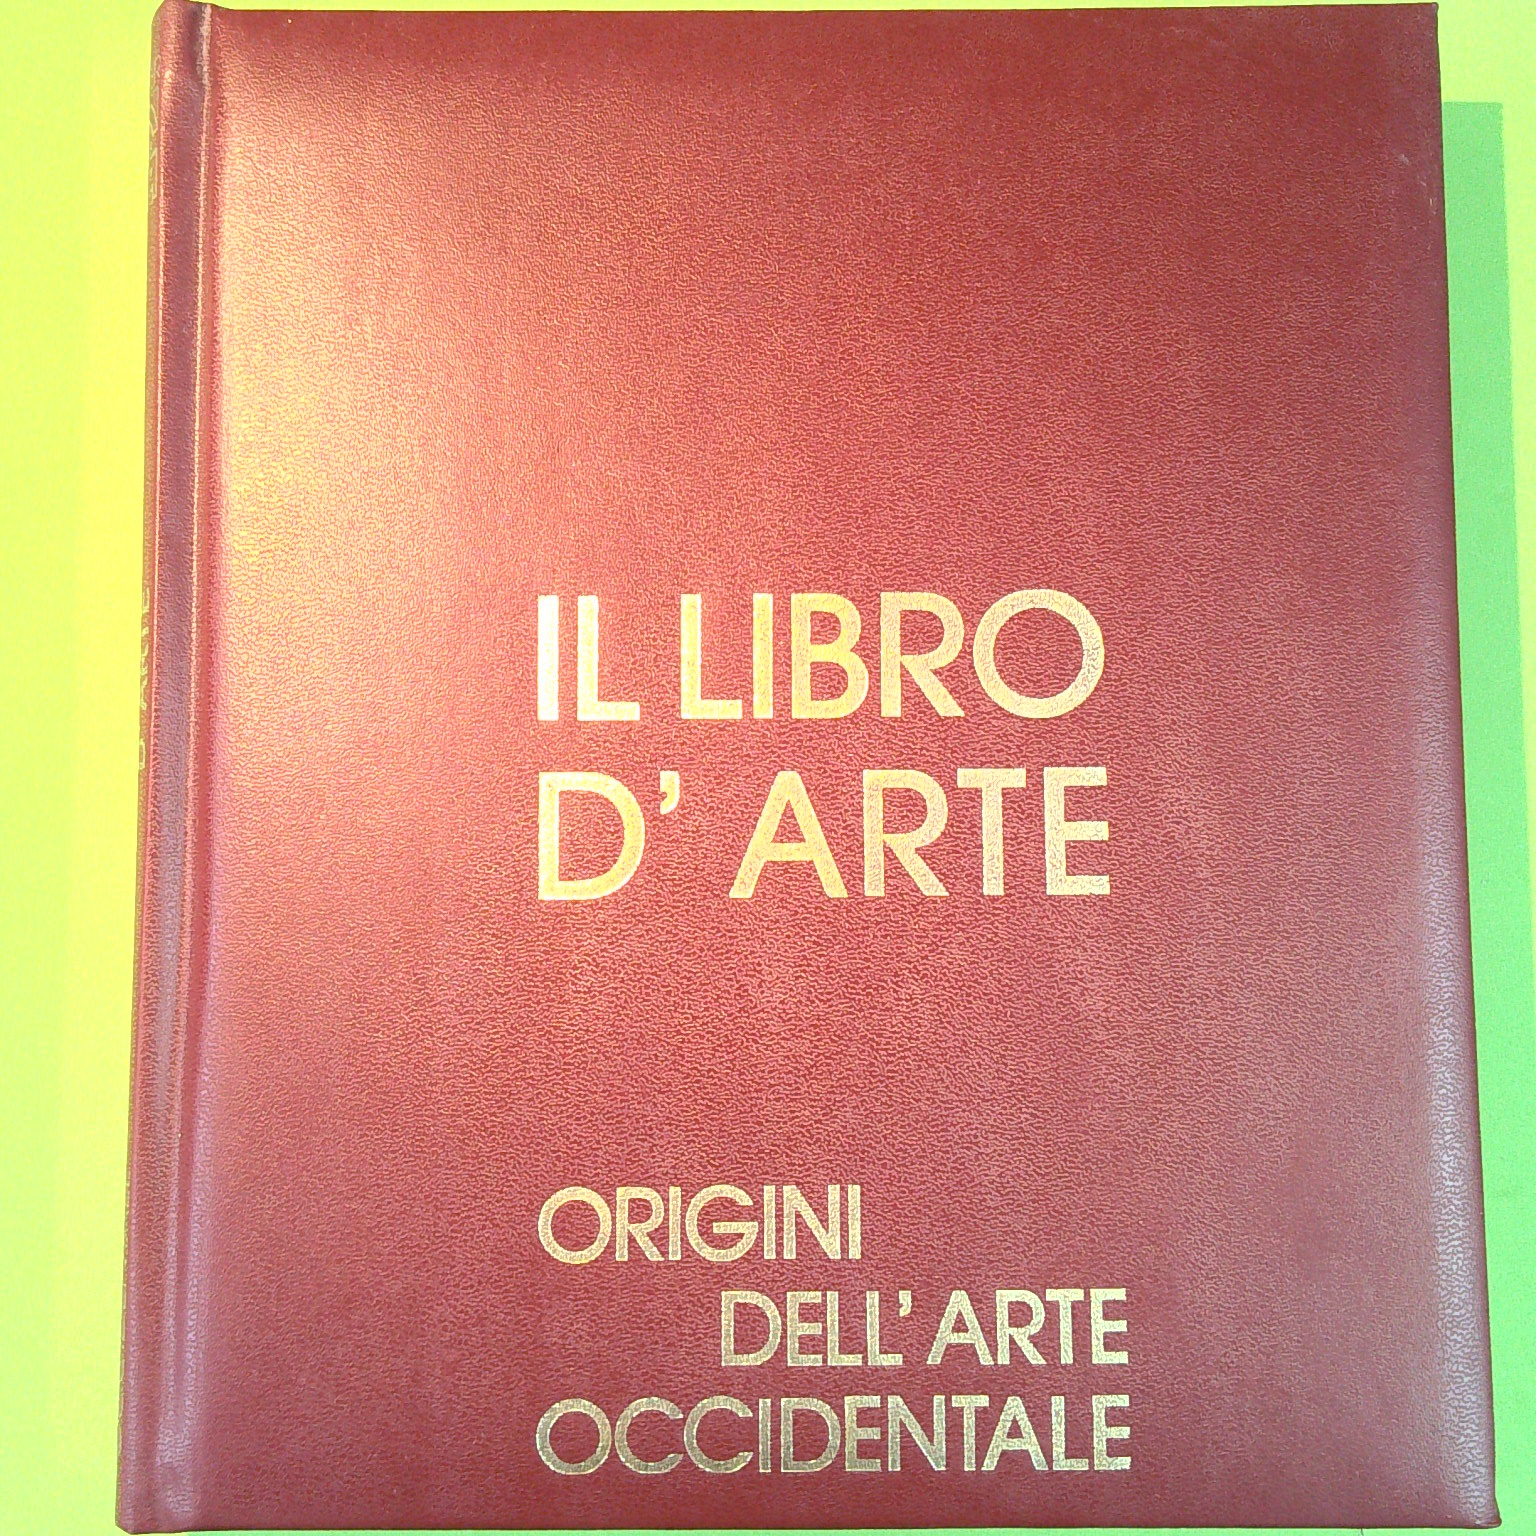 IL LIBRO
D' ARTE
ORIGINI
DELL' ARTE
OCCIDENTALE